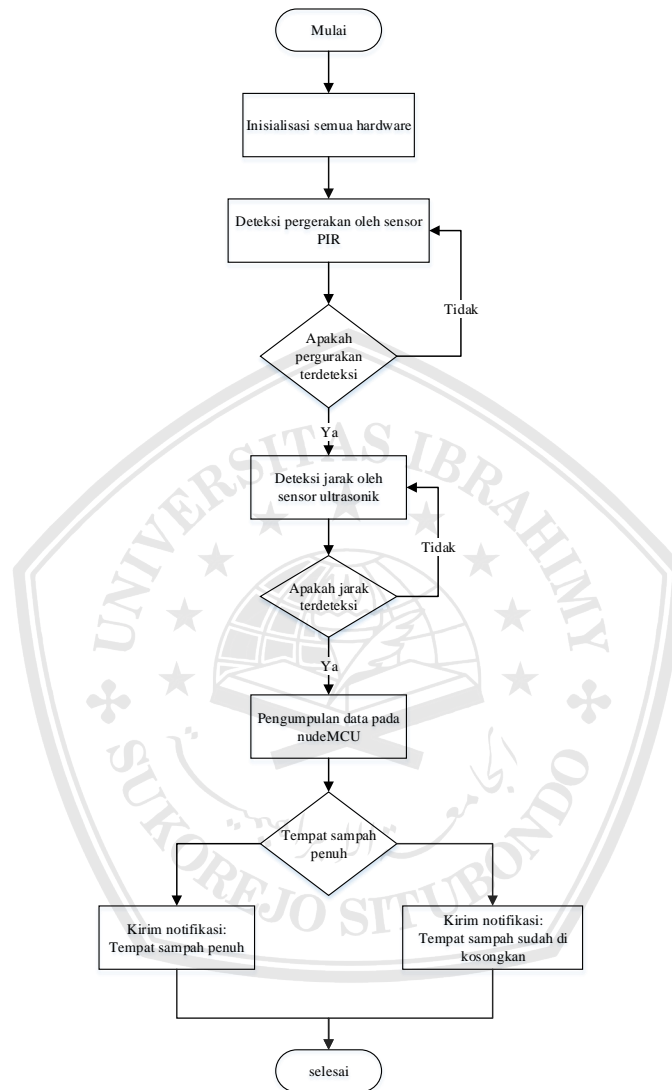 Mulai
Inisialisasi semua hardware
Deteksi pergerakan oleh sensor
PIR
Tidak
Apakah
pergurakan
terdeteksi
Ya
Deteksi jarak oleh
sensor ultrasonik
Tidak
Apakah jarak
terdeteksi
Ya
Pengumpulan data pada
nudeMCU
Tempat sampah
penuh
Kirim notifikasi:
Tempat sampah penuh
Kirim notifikasi:
Tempat sampah sudah di
kosongkan
selesai
UNIVERSITAS IBRAHIMY
SUKOREJO SITUBONDO